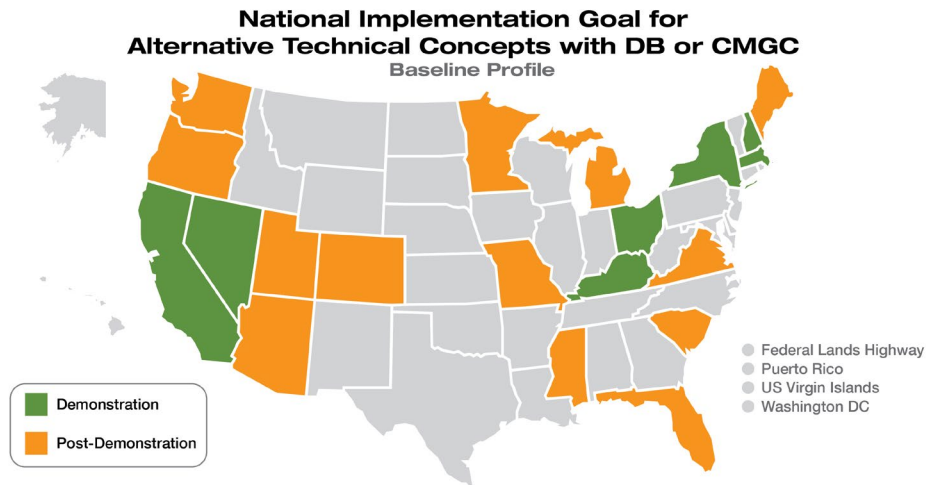 National Implementation Goal for
Alternative Technical Concepts with DB or CMGC
Baseline Profile
Federal Lands Highway
Puerto Rico
US Virgin Islands
Washington DC
Demonstration
Post-Demonstration